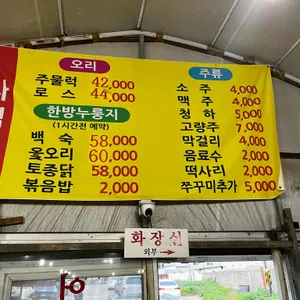 오리
주물럭 42,000
로스 44,000
한방누룽지
(1시간전 예약)
백숙 58,000
옻오리 60,000
토종닭 58,000
볶음밥 2,000
주류
소주 4,000
맥주 4,000
청하 5,000
고량주 7,000
막걸리 4,000
음료수 2,000
떡사리 2,000
쭈꾸미추가 5,000
화장실
외부 →